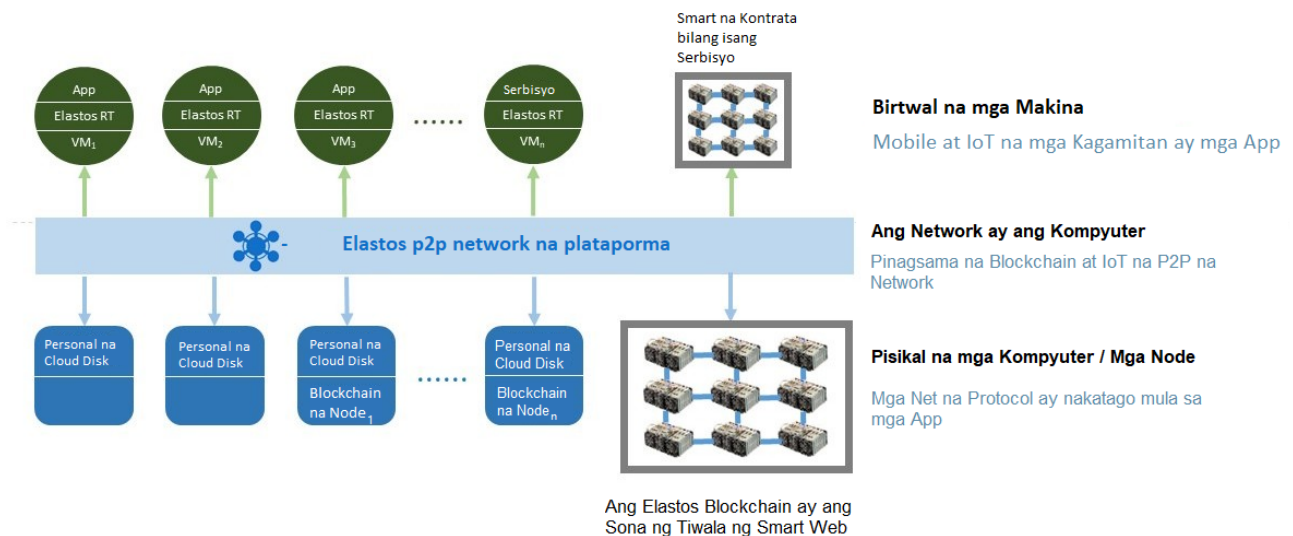 Smart na Kontrata
bilang isang
Serbisyo
App
Elastos RT
VM₁
App
Elastos RT
VM₂
App
Elastos RT
VM₃
......
Serbisyo
Elastos RT
VMₙ
Birtwal na mga Makina
Mobile at IoT na mga Kagamitan ay mga App
Elastos p2p network na plataporma
Ang Network ay ang Kompyuter
Pinagsama na Blockchain at IoT na P2P na
Network
Personal na
Cloud Disk
Personal na
Cloud Disk
Personal na
Cloud Disk
Blockchain
na Node₁
......
Personal na
Cloud Disk
Blockchain
na Nodeₙ
Pisikal na mga Kompyuter / Mga Node
Mga Net na Protocol ay nakatago mula sa
mga App
Ang Elastos Blockchain ay ang
Sona ng Tiwala ng Smart Web